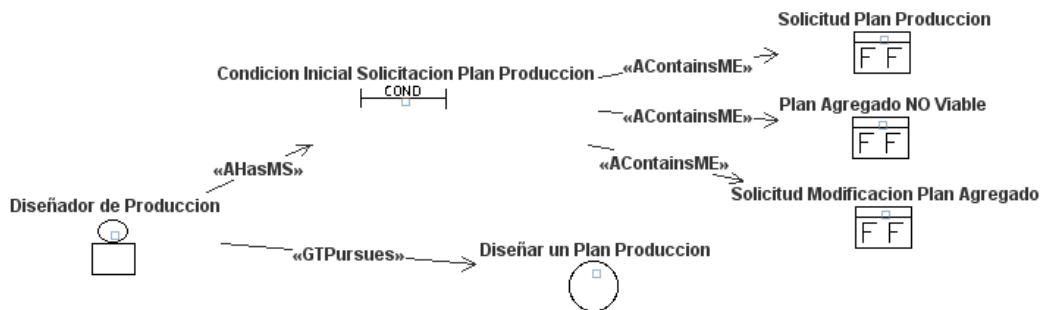 Solicitud Plan Produccion
F F
Condicion Inicial Solicitacion Plan Produccion
«AContainsME»
COND
Plan Agregado NO Viable
«AContainsME»
F F
«AContainsME»
«AHasMS»
Solicitud Modificacion Plan Agregado
Diseñador de Produccion
F F
«GTPursues»
Diseñar un Plan Produccion